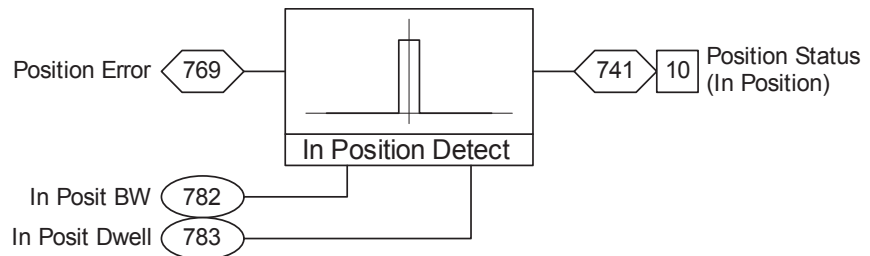 Position Error 769
741 10 Position Status
(In Position)
In Position Detect
In Posit BW 782
In Posit Dwell 783